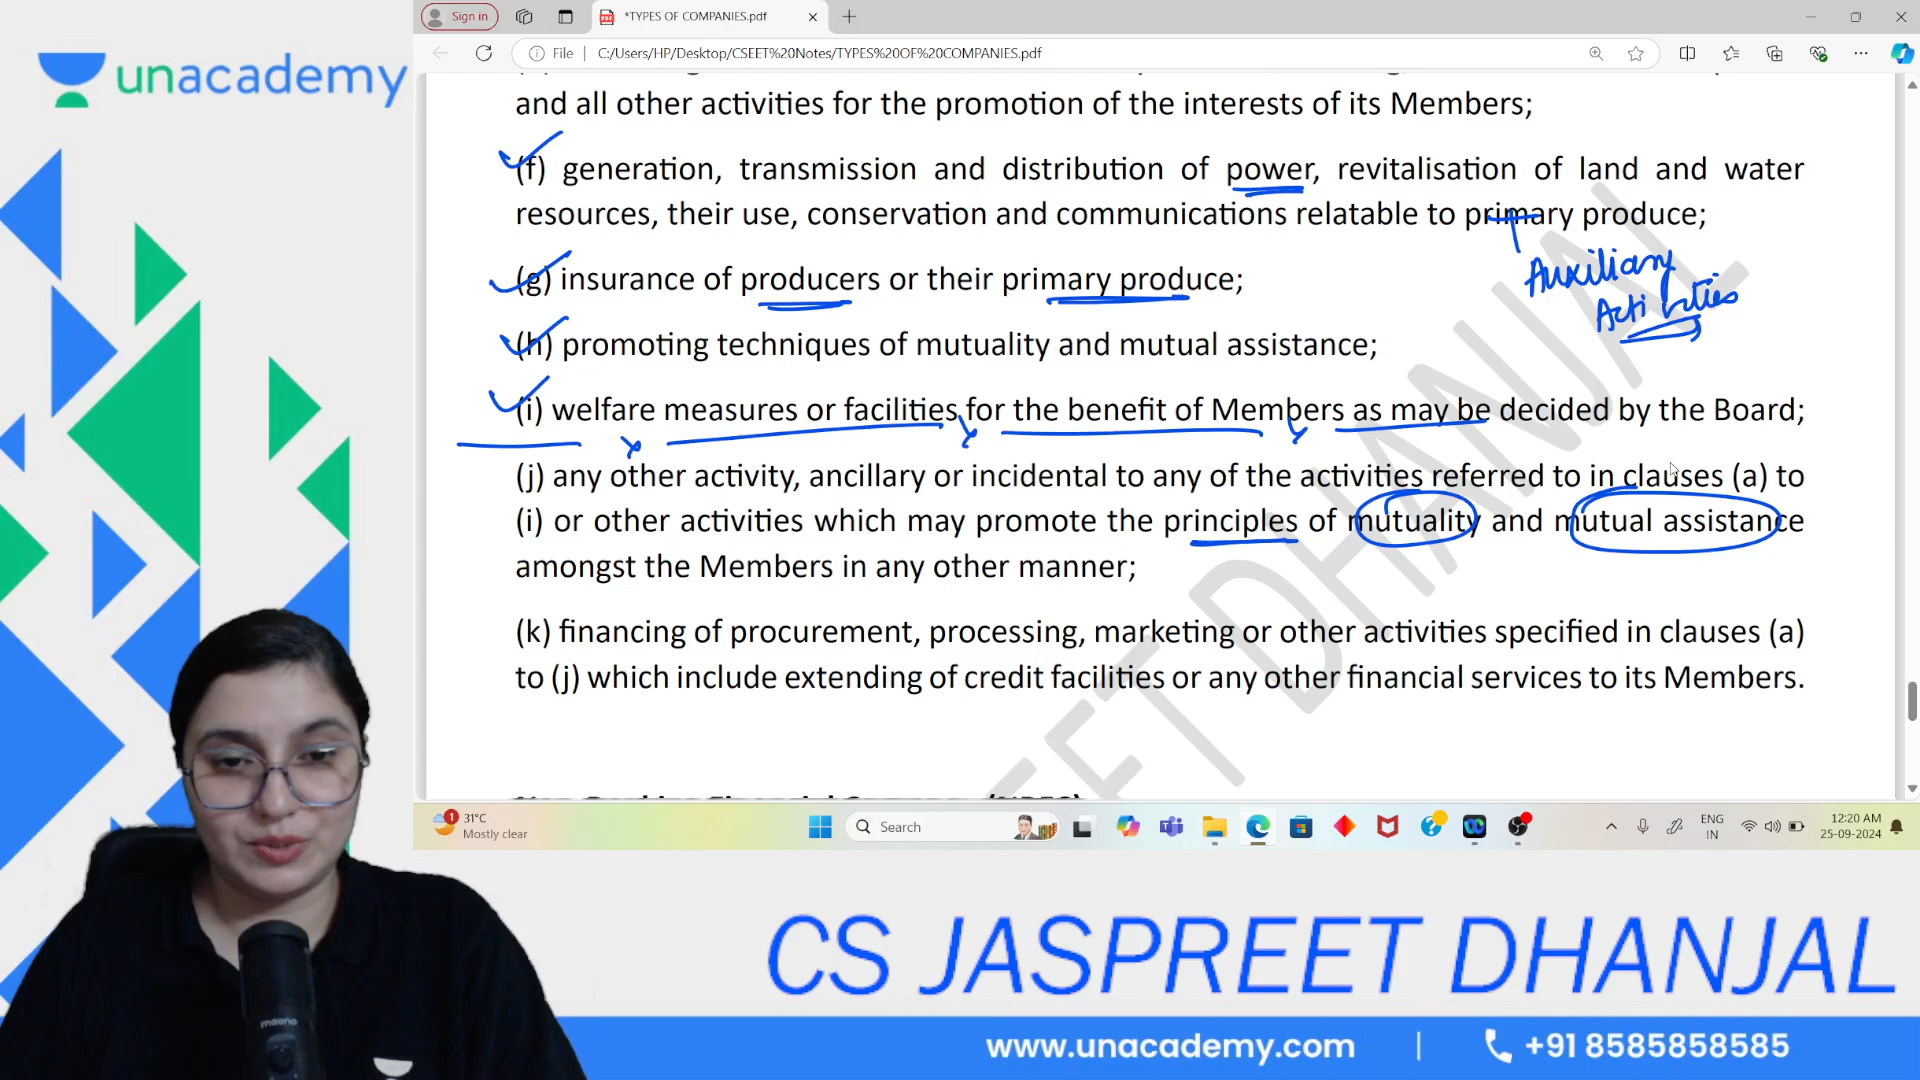 unacademy
Sign in
*TYPES OF COMPANIES.pdf
File
C:/Users/HP/Desktop/CSEET%20Notes/TYPES%20OF%20COMPANIES.pdf
and all other activities for the promotion of the interests of its Members;
(f) generation, transmission and distribution of power, revitalisation of land and water
resources, their use, conservation and communications relatable to primary produce;
Auxiliary
Activities
(g) insurance of producers or their primary produce;
(h) promoting techniques of mutuality and mutual assistance;
(i) welfare measures or facilities for the benefit of Members as may be decided by the Board;
(j) any other activity, ancillary or incidental to any of the activities referred to in clauses (a) to
(i) or other activities which may promote the principles of mutuality and mutual assistance
amongst the Members in any other manner;
(k) financing of procurement, processing, marketing or other activities specified in clauses (a)
to (j) which include extending of credit facilities or any other financial services to its Members.
EET DHANJAL
1
31°C
Mostly clear
Search
ENG
IN
12:20 AM
25-09-2024
maono
CS JASPREET DHANJAL
www.unacademy.com | +91 8585858585